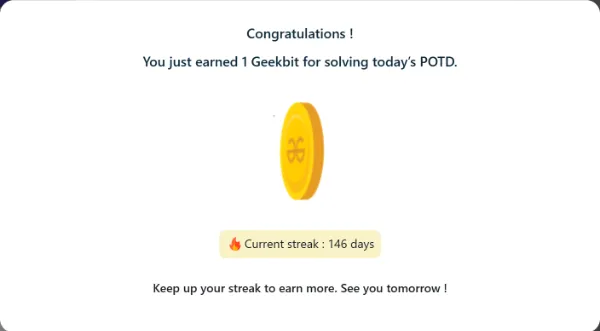 Congratulations !
You just earned 1 Geekbit for solving today's POTD.
Current streak : 146 days
Keep up your streak to earn more. See you tomorrow !